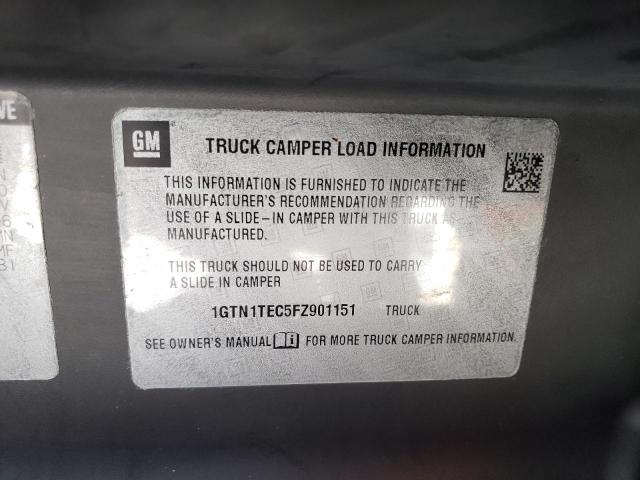 GM
TRUCK CAMPER LOAD INFORMATION
THIS INFORMATION IS FURNISHED TO INDICATE THE
MANUFACTURER'S RECOMMENDATION REGARDING THE
USE OF A SLIDE-IN CAMPER WITH THIS TRUCK AS
MANUFACTURED.
THIS TRUCK SHOULD NOT BE USED TO CARRY
A SLIDE IN CAMPER
1GTN1TEC5FZ901151 TRUCK
SEE OWNER'S MANUAL i FOR MORE TRUCK CAMPER INFORMATION.